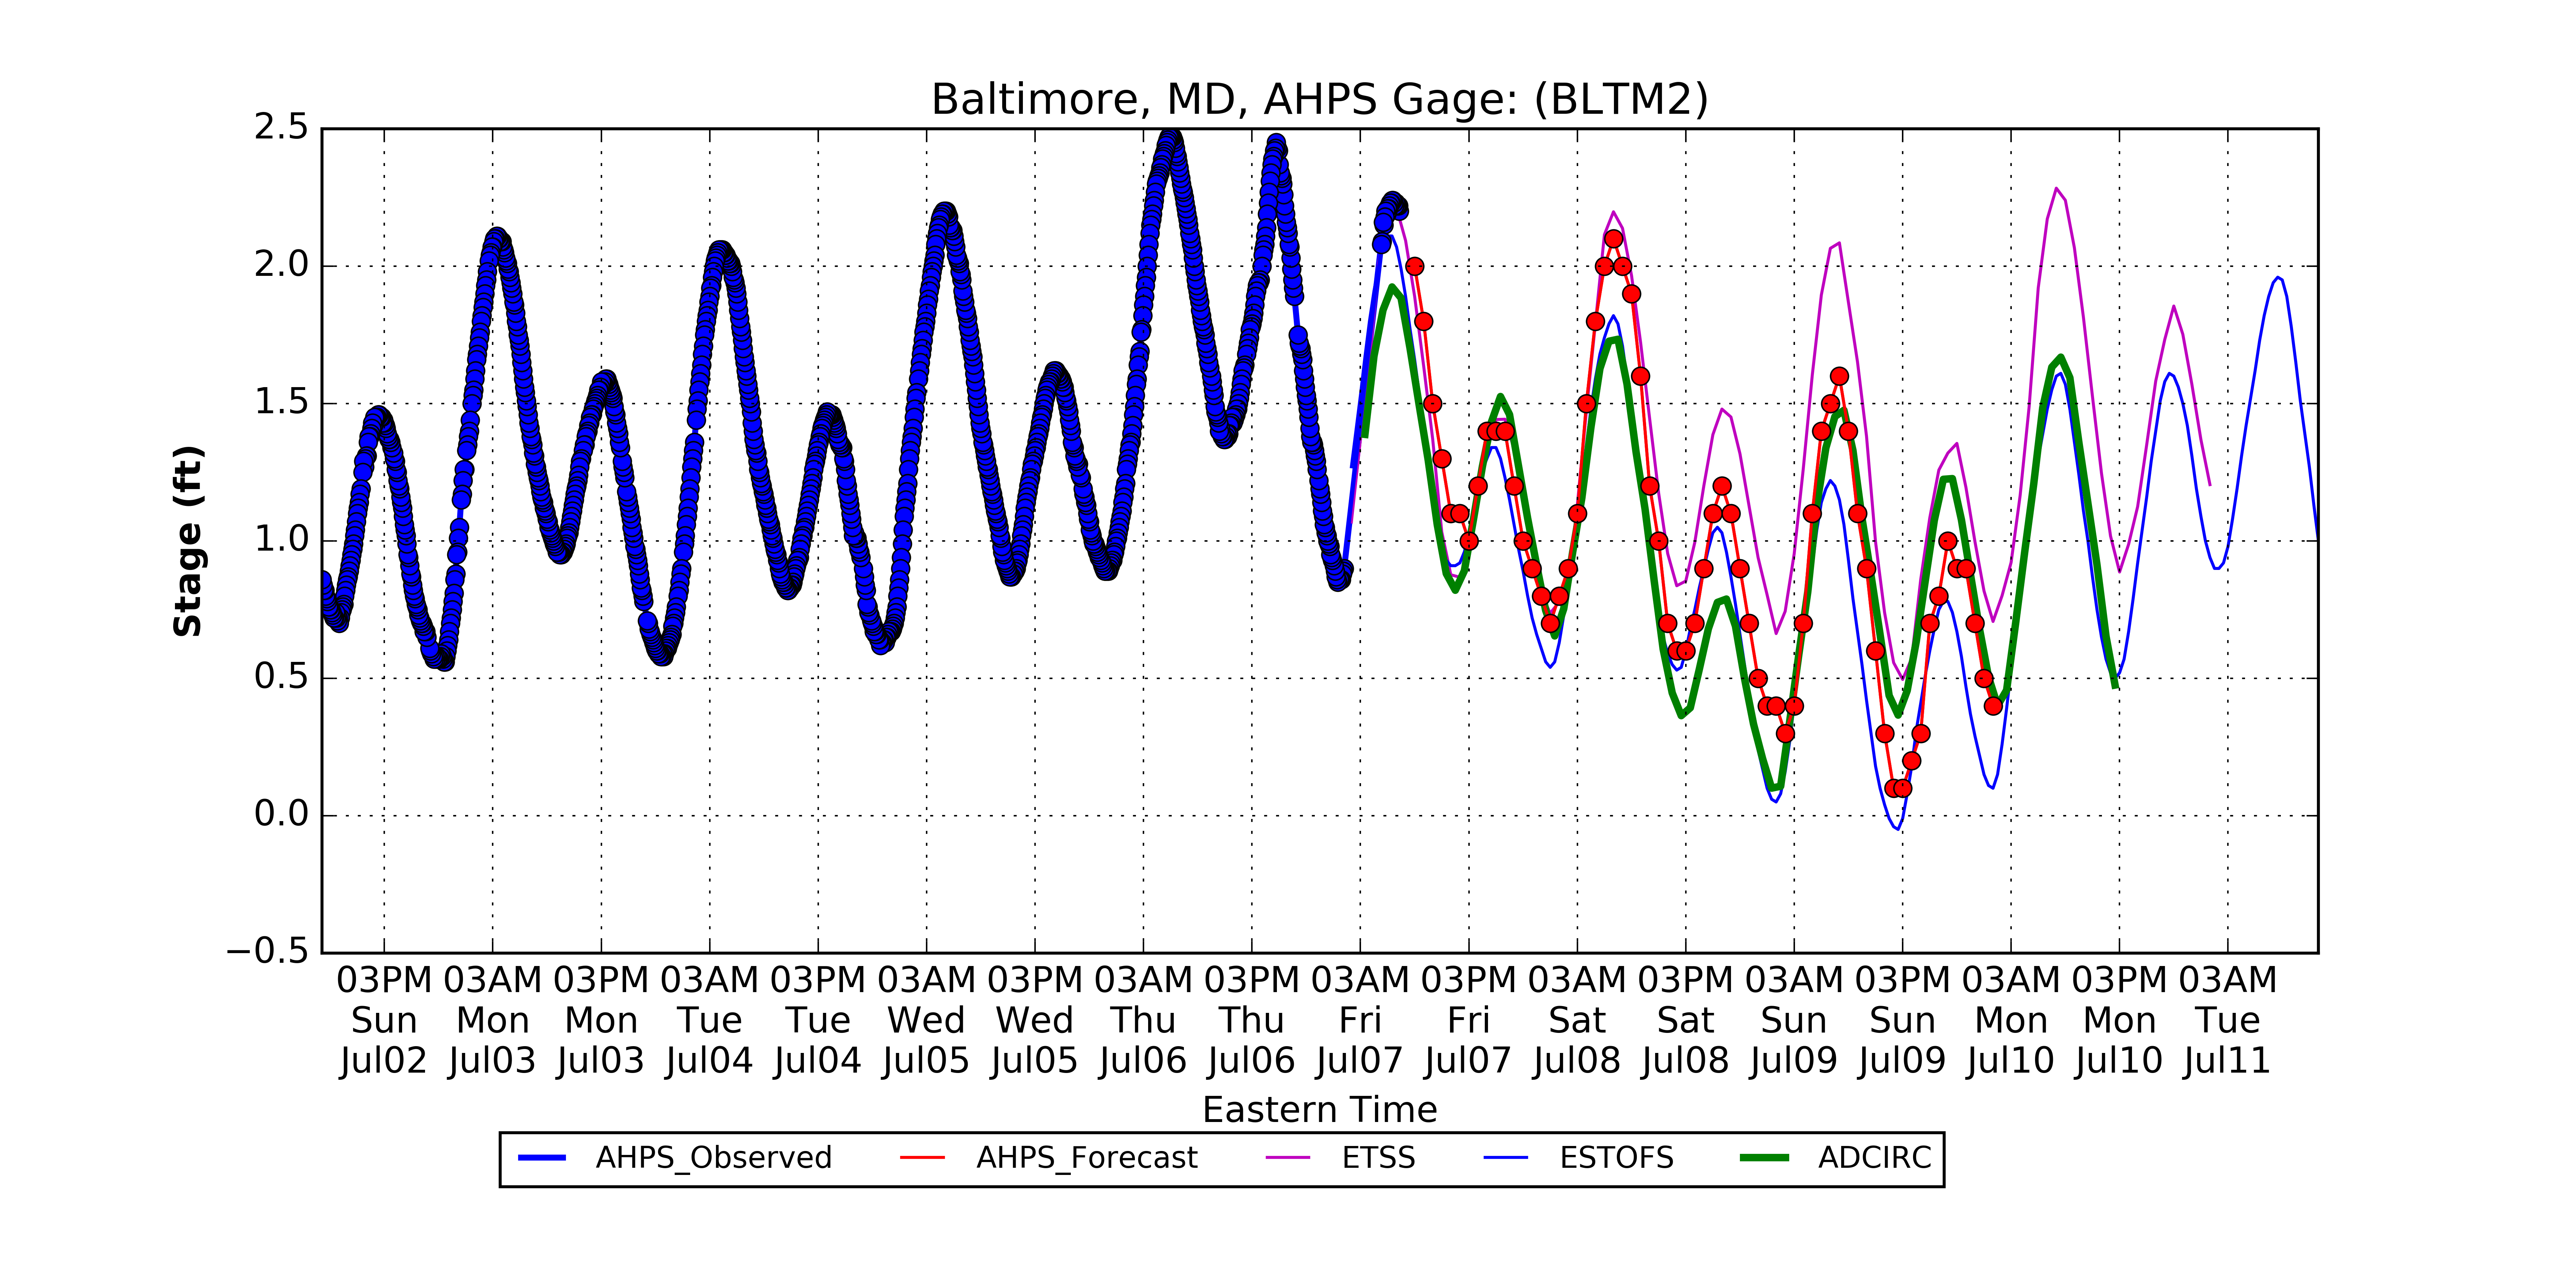 Baltimore, MD, AHPS Gage: (BLTM2)
Stage (ft)
2.5
2.0
1.5
1.0
0.5
0.0
−0.5
03PM 03AM 03PM 03AM 03PM 03AM 03PM 03AM 03PM 03AM 03PM 03AM 03PM 03AM 03PM 03AM 03PM 03AM
Sun Mon Mon Tue Tue Wed Wed Thu Thu Fri Fri Sat Sat Sun Sun Mon Mon Tue
Jul02 Jul03 Jul03 Jul04 Jul04 Jul05 Jul05 Jul06 Jul06 Jul07 Jul07 Jul08 Jul08 Jul09 Jul09 Jul10 Jul10 Jul11
Eastern Time
AHPS_Observed AHPS_Forecast ETSS ESTOFS ADCIRC